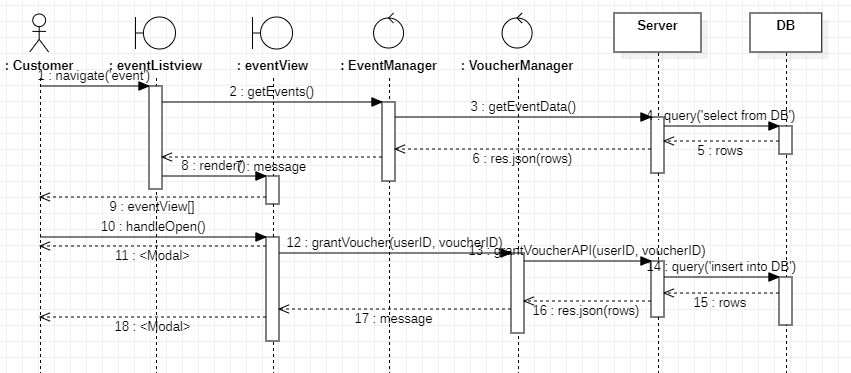 Server
DB
: Customer
: eventListview
: eventView
: EventManager
: VoucherManager
1 : navigate('event')
2 : getEvents()
3 : getEventData()
4 : query('select from DB')
5 : rows
6 : res.json(rows)
7 : message
8 : render()
9 : eventView[]
10 : handleOpen()
11 : <Modal>
12 : grantVoucher(userID, voucherID)
13 : grantVoucherAPI(userID, voucherID)
14 : query('insert into DB')
15 : rows
16 : res.json(rows)
17 : message
18 : <Modal>